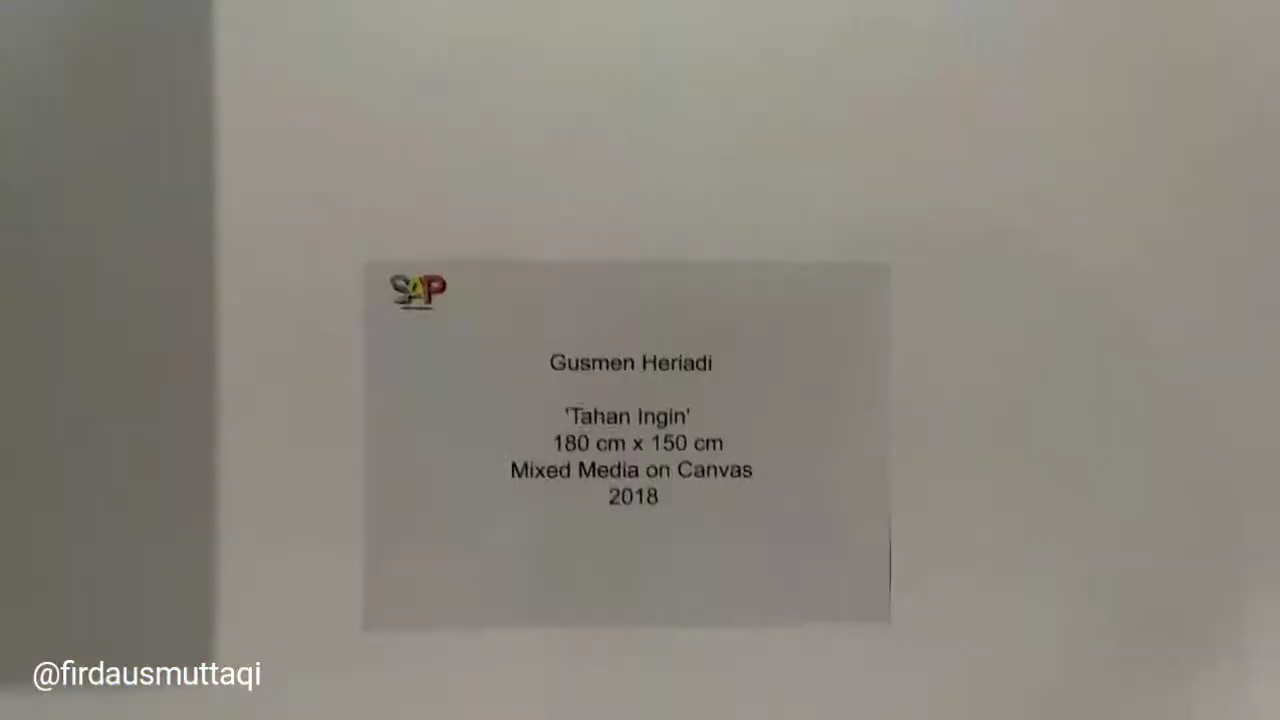 SAP
Gusmen Heriadi
'Tahan Ingin'
180 cm x 150 cm
Mixed Media on Canvas
2018
@firdausmuttaqi